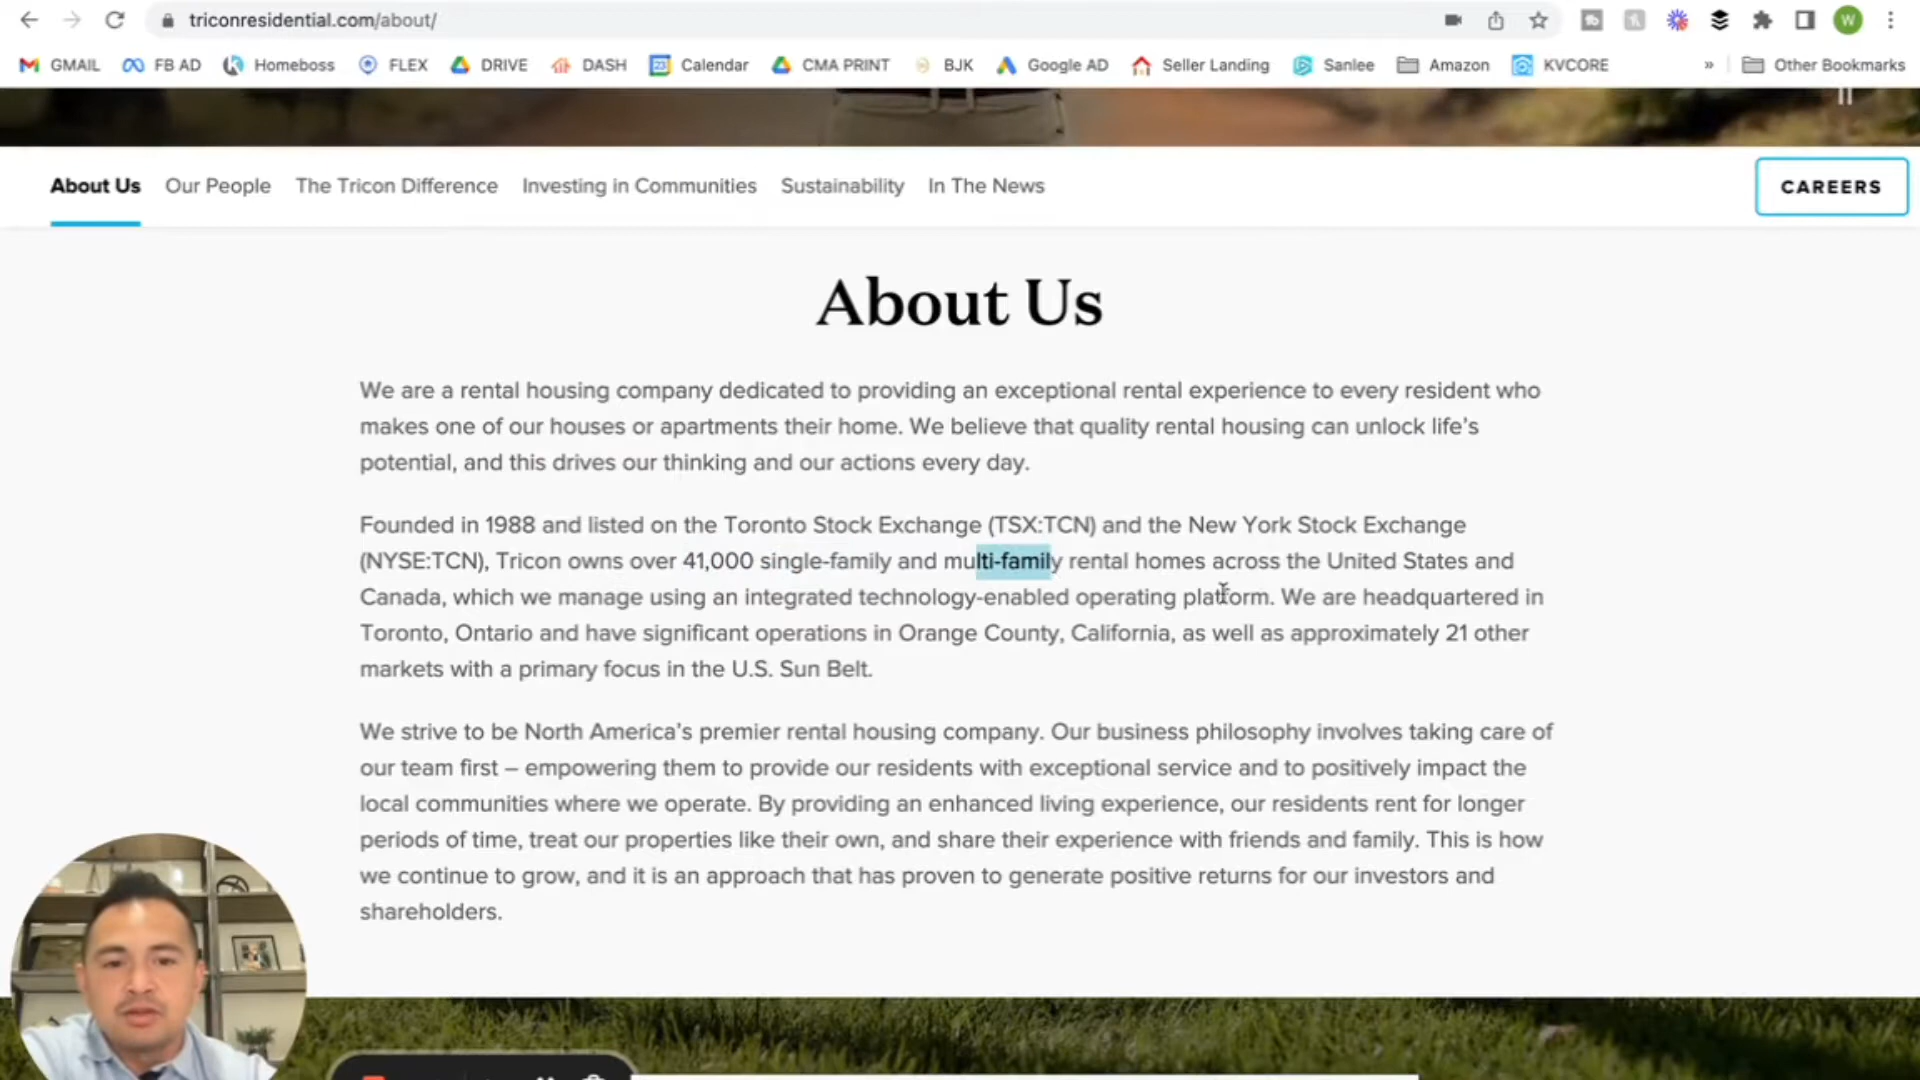 triconresidential.com/about/
W
GMAIL FB AD Homeboss FLEX DRIVE DASH Calendar CMA PRINT BJK Google AD Seller Landing Sanlee Amazon KVCORE » Other Bookmarks
About Us Our People The Tricon Difference Investing in Communities Sustainability In The News CAREERS
About Us
We are a rental housing company dedicated to providing an exceptional rental experience to every resident who
makes one of our houses or apartments their home. We believe that quality rental housing can unlock life's
potential, and this drives our thinking and our actions every day.
Founded in 1988 and listed on the Toronto Stock Exchange (TSX:TCN) and the New York Stock Exchange
(NYSE:TCN), Tricon owns over 41,000 single-family and multi-family rental homes across the United States and
Canada, which we manage using an integrated technology-enabled operating platform. We are headquartered in
Toronto, Ontario and have significant operations in Orange County, California, as well as approximately 21 other
markets with a primary focus in the U.S. Sun Belt.
We strive to be North America's premier rental housing company. Our business philosophy involves taking care of
our team first – empowering them to provide our residents with exceptional service and to positively impact the
local communities where we operate. By providing an enhanced living experience, our residents rent for longer
periods of time, treat our properties like their own, and share their experience with friends and family. This is how
we continue to grow, and it is an approach that has proven to generate positive returns for our investors and
shareholders.